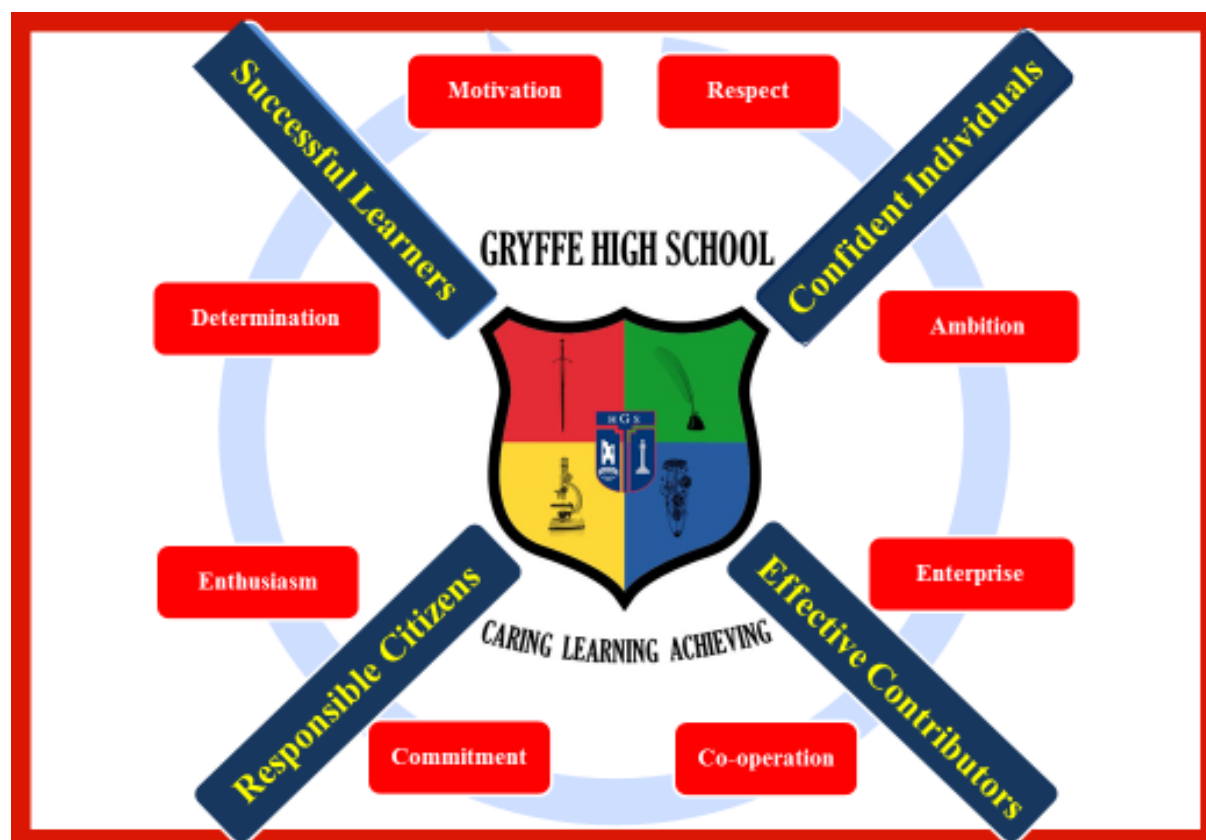 Successful Learners
Motivation
Respect
Confident Individuals
GRYFFE HIGH SCHOOL
Determination
Ambition
H G S
Enthusiasm
Enterprise
CARING LEARNING ACHIEVING
Responsible Citizens
Effective Contributors
Commitment
Co-operation